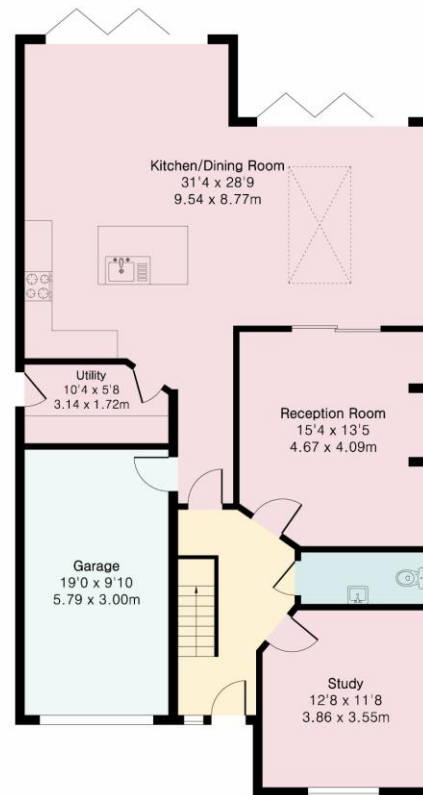 Kitchen/Dining Room
31'4 x 28'9
9.54 x 8.77m
Utility
10'4 x 5'8
3.14 x 1.72m
Reception Room
15'4 x 13'5
4.67 x 4.09m
Garage
19'0 x 9'10
5.79 x 3.00m
Study
12'8 x 11'8
3.86 x 3.55m